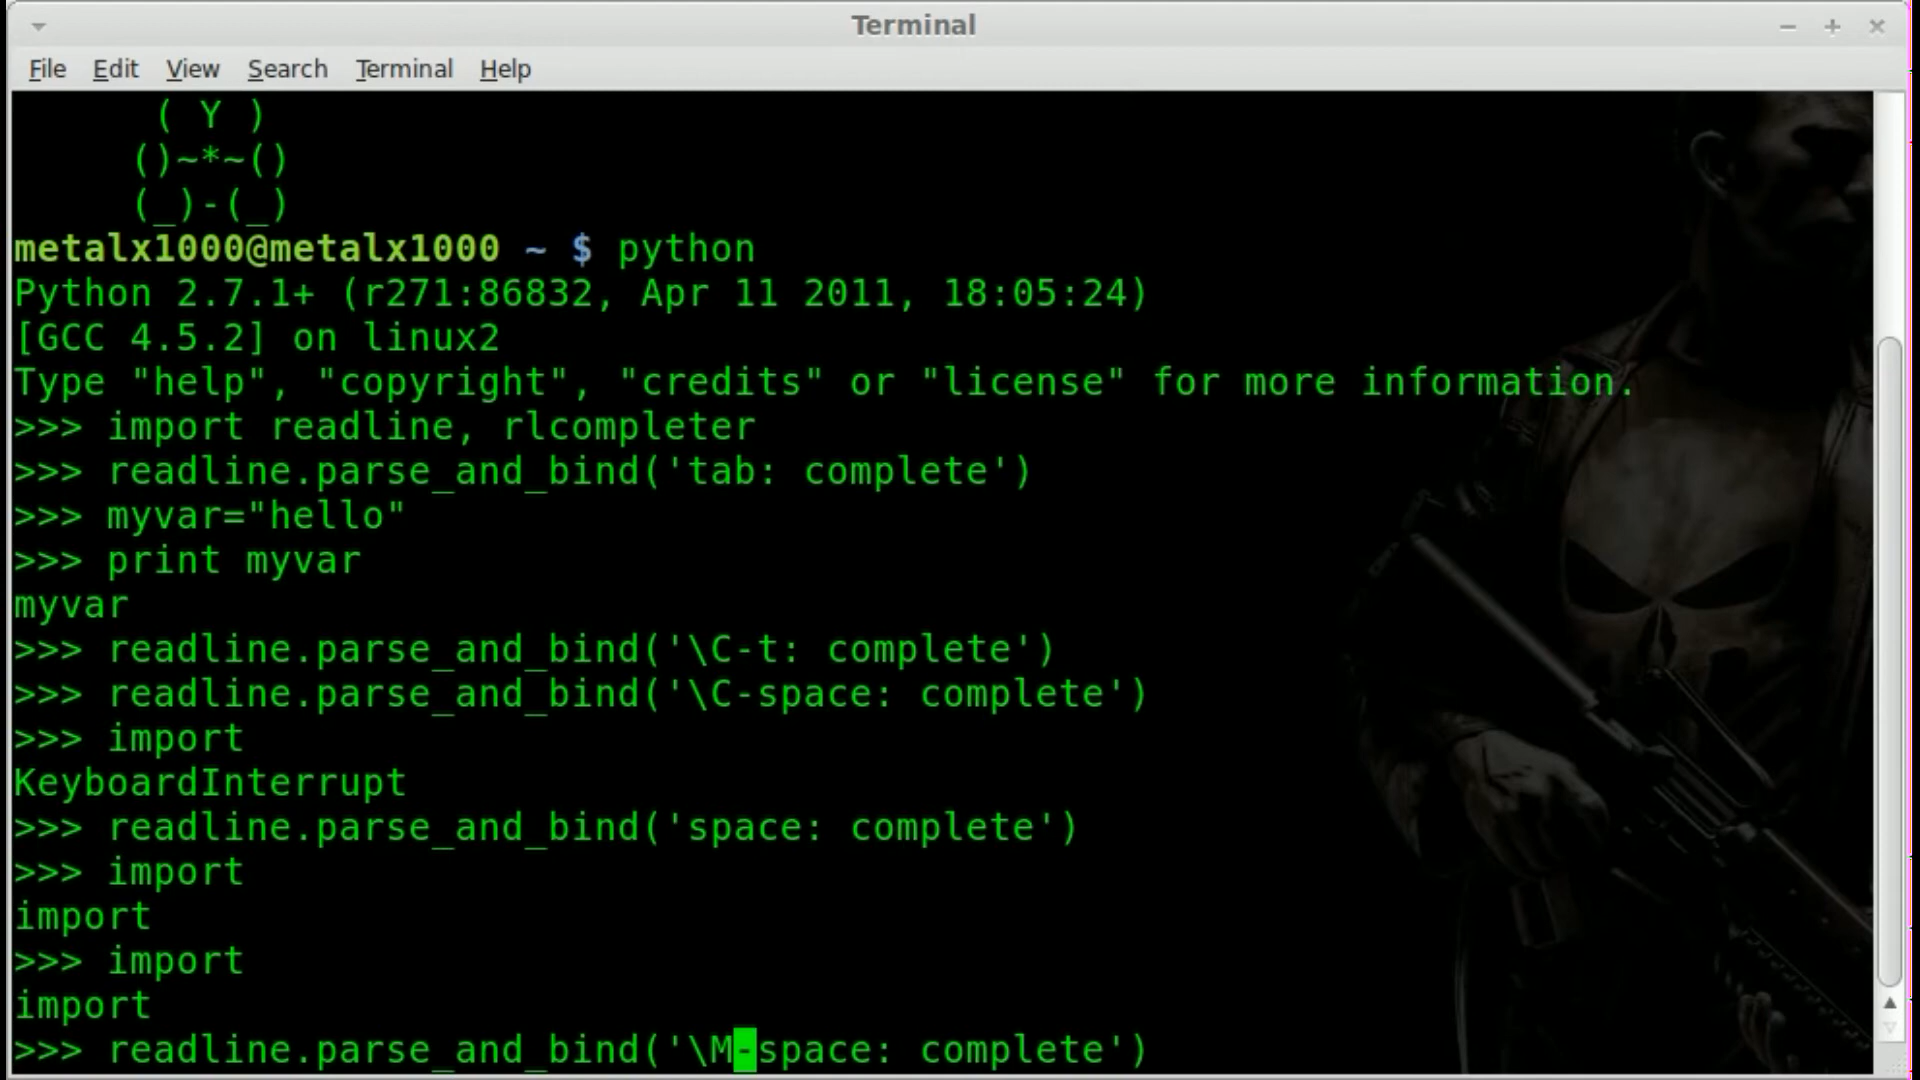 Terminal
File Edit View Search Terminal Help
( Y )
()~*~()
(_)-(_)
metalx1000@metalx1000 ~ $ python
Python 2.7.1+ (r271:86832, Apr 11 2011, 18:05:24)
[GCC 4.5.2] on linux2
Type "help", "copyright", "credits" or "license" for more information.
>>> import readline, rlcompleter
>>> readline.parse_and_bind('tab: complete')
>>> myvar="hello"
>>> print myvar
myvar
>>> readline.parse_and_bind('\C-t: complete')
>>> readline.parse_and_bind('\C-space: complete')
>>> import
KeyboardInterrupt
>>> readline.parse_and_bind('space: complete')
>>> import
import
>>> import
import
>>> readline.parse_and_bind('\M-space: complete')